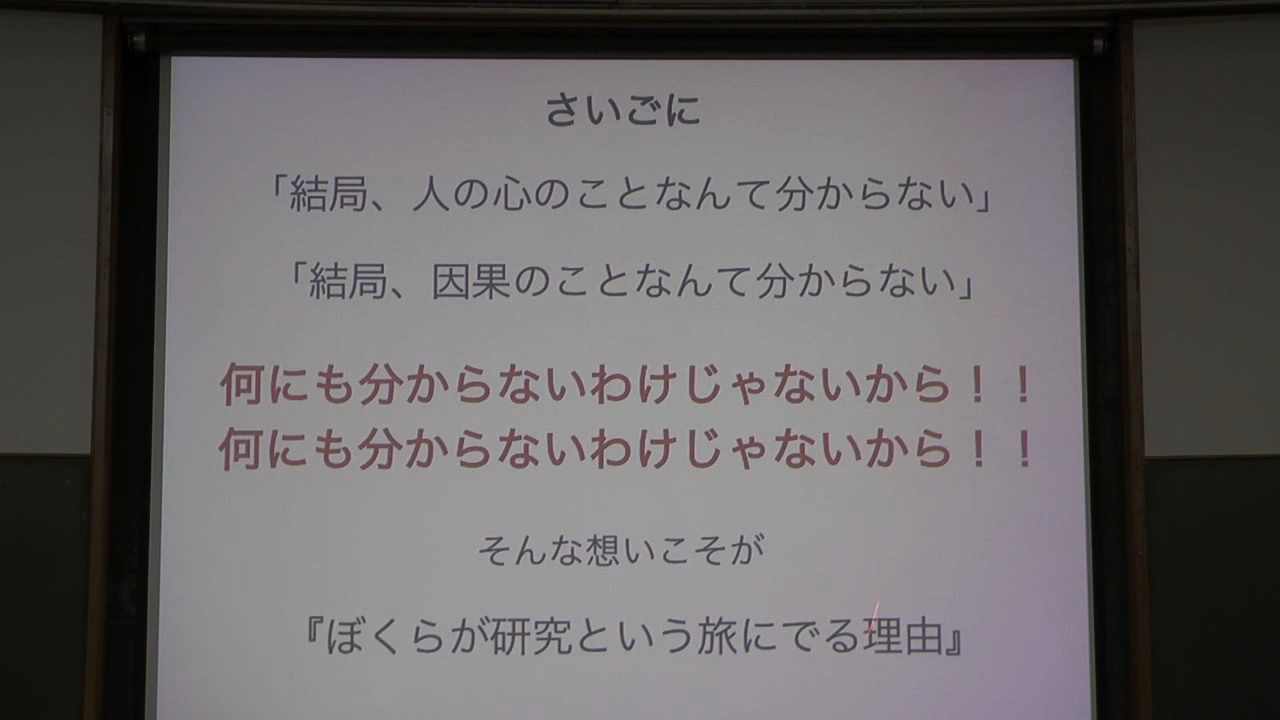 さいごに
「結局、人の心のことなんて分からない」
「結局、因果のことなんて分からない」
何にも分からないわけじゃないから！！
何にも分からないわけじゃないから！！
そんな想いこそが
『ぼくらが研究という旅にでる理由』